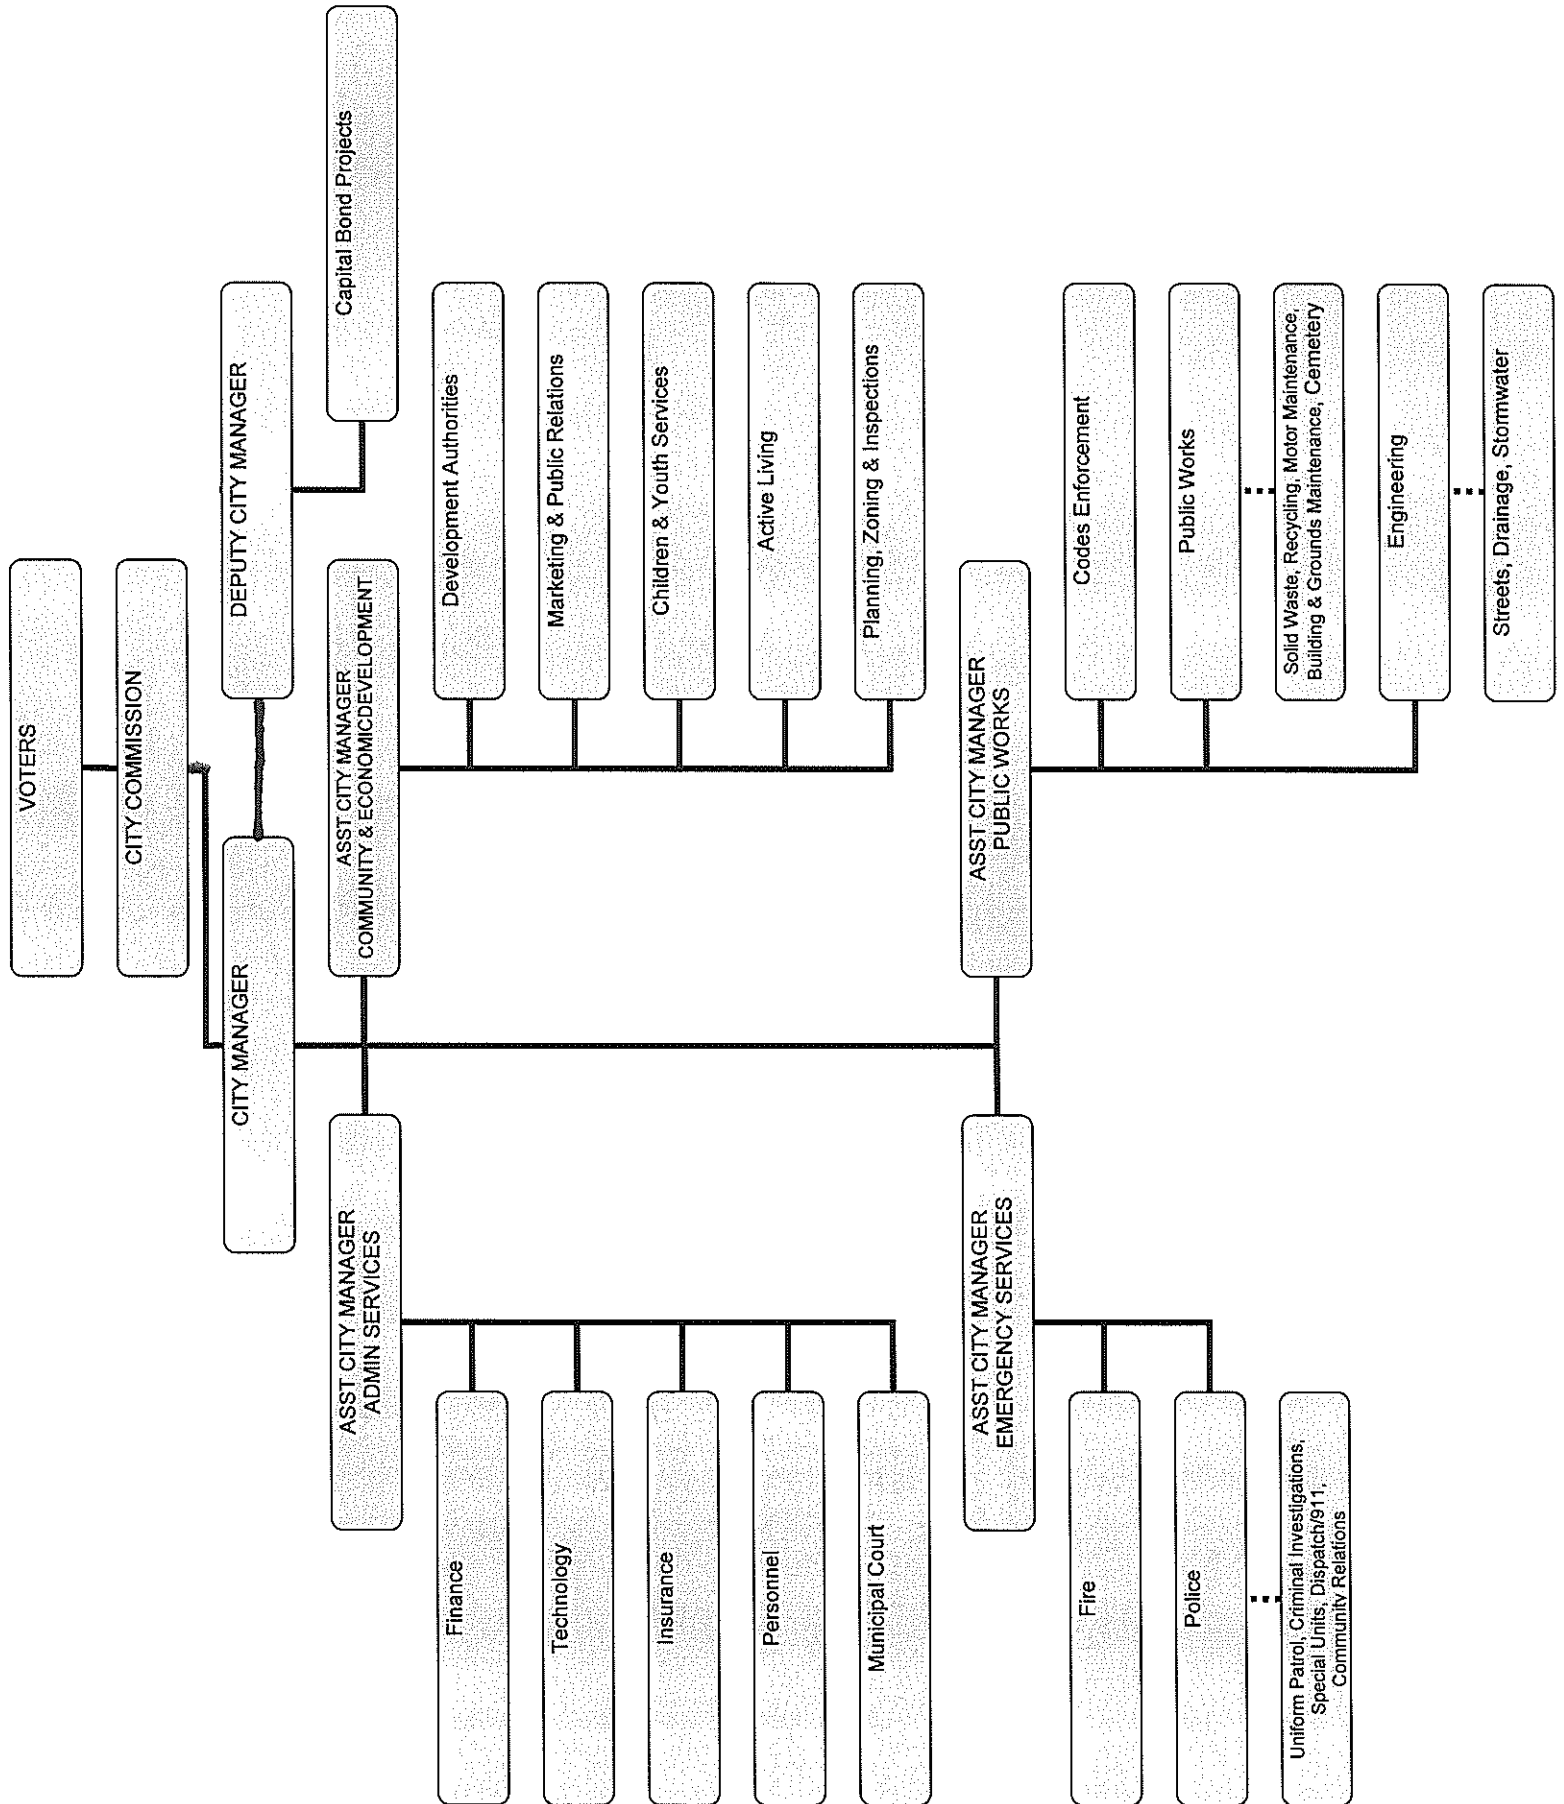 VOTERS
CITY COMMISSION
CITY MANAGER
DEPUTY CITY MANAGER
Capital Bond Projects
ASST CITY MANAGER
ADMIN SERVICES
Finance
Technology
Insurance
Personnel
Municipal Court
ASST CITY MANAGER
COMMUNITY & ECONOMICDEVELOPMENT
Development Authorities
Marketing & Public Relations
Children & Youth Services
Active Living
Planning, Zoning & Inspections
ASST CITY MANAGER
EMERGENCY SERVICES
Fire
Police
Uniform Patrol, Criminal Investigations,
Special Units, Dispatch/911,
Community Relations
ASST CITY MANAGER
PUBLIC WORKS
Codes Enforcement
Public Works
Solid Waste, Recycling, Motor Maintenance,
Building & Grounds Maintenance, Cemetery
Engineering
Streets, Drainage, Stormwater